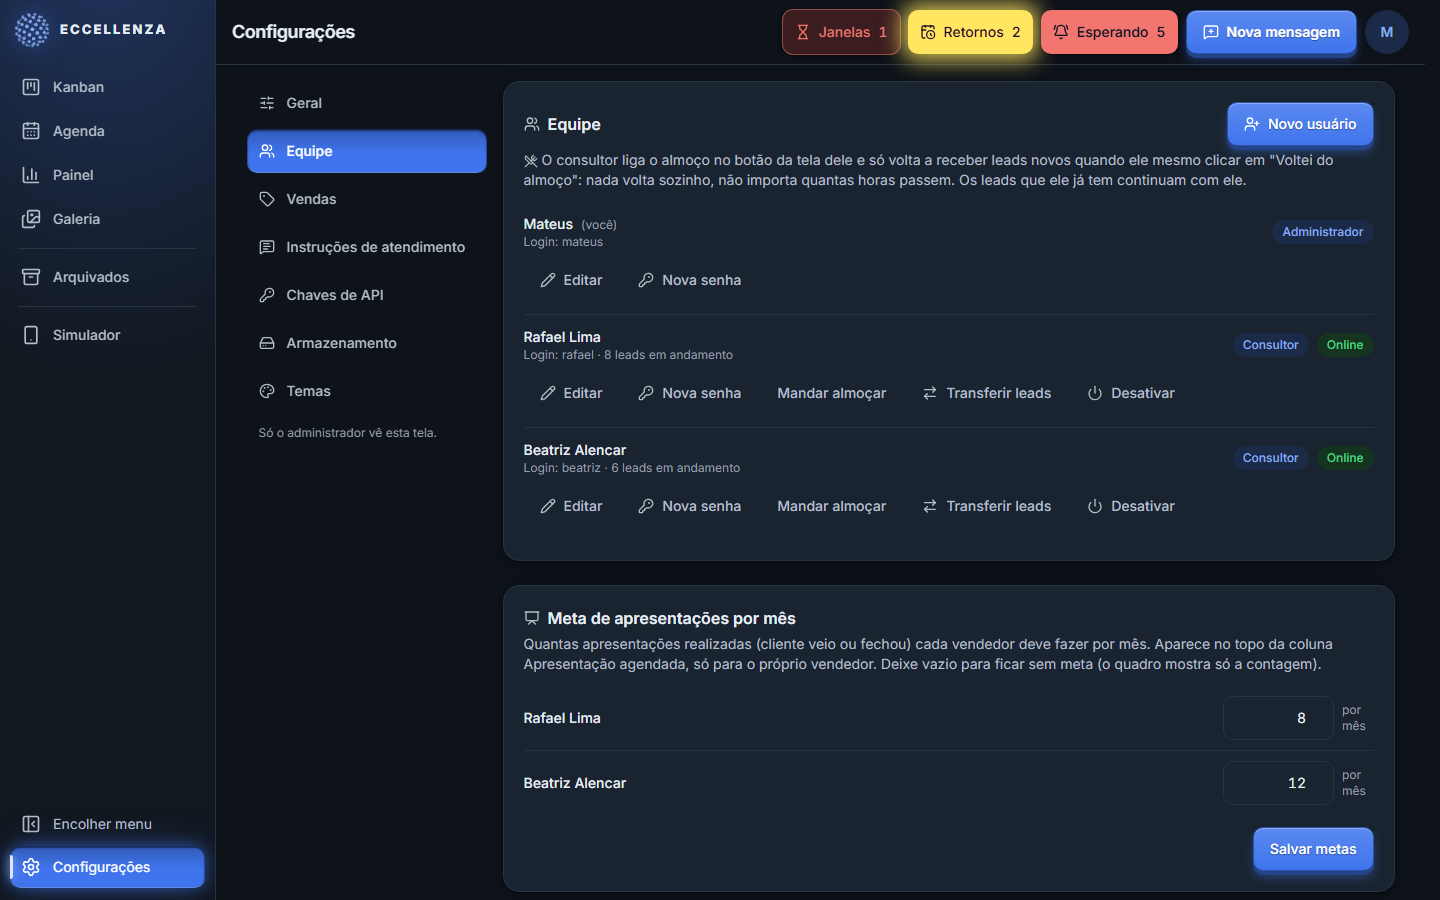 ECCELLENZA
Kanban
Agenda
Painel
Galeria
Arquivados
Simulador
Encolher menu
Configurações
Configurações
Janelas 1
Retornos 2
Esperando 5
Nova mensagem
M
Geral
Equipe
Vendas
Instruções de atendimento
Chaves de API
Armazenamento
Temas
Só o administrador vê esta tela.
Equipe
Novo usuário
O consultor liga o almoço no botão da tela dele e só volta a receber leads novos quando ele mesmo clicar em "Voltei do
almoço": nada volta sozinho, não importa quantas horas passem. Os leads que ele já tem continuam com ele.
Mateus (você)
Login: mateus
Administrador
Editar Nova senha
Rafael Lima
Login: rafael · 8 leads em andamento
Consultor Online
Editar Nova senha Mandar almoçar Transferir leads Desativar
Beatriz Alencar
Login: beatriz · 6 leads em andamento
Consultor Online
Editar Nova senha Mandar almoçar Transferir leads Desativar
Meta de apresentações por mês
Quantas apresentações realizadas (cliente veio ou fechou) cada vendedor deve fazer por mês. Aparece no topo da coluna
Apresentação agendada, só para o próprio vendedor. Deixe vazio para ficar sem meta (o quadro mostra só a contagem).
Rafael Lima
8
por
mês
Beatriz Alencar
12
por
mês
Salvar metas